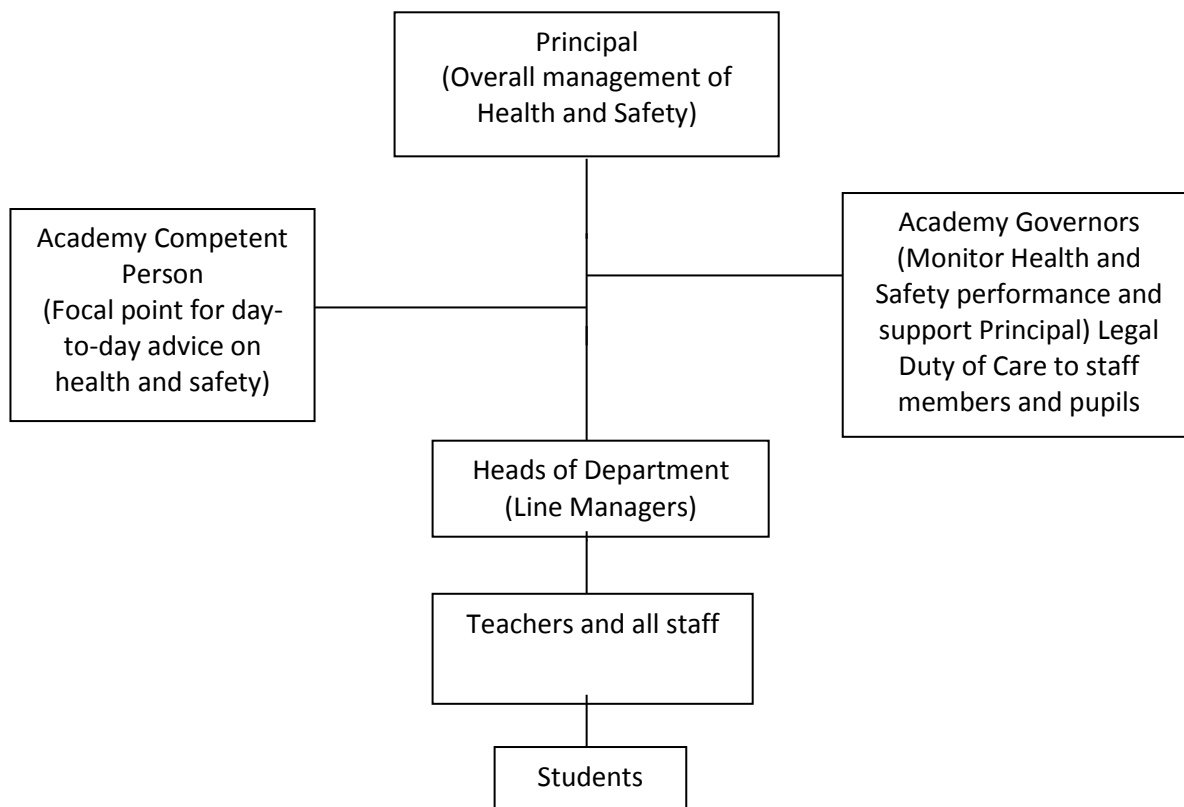 Principal
(Overall management of
Health and Safety)
Academy Competent
Person
(Focal point for day-
to-day advice on
health and safety)
Academy Governors
(Monitor Health and
Safety performance and
support Principal) Legal
Duty of Care to staff
members and pupils
Heads of Department
(Line Managers)
Teachers and all staff
Students